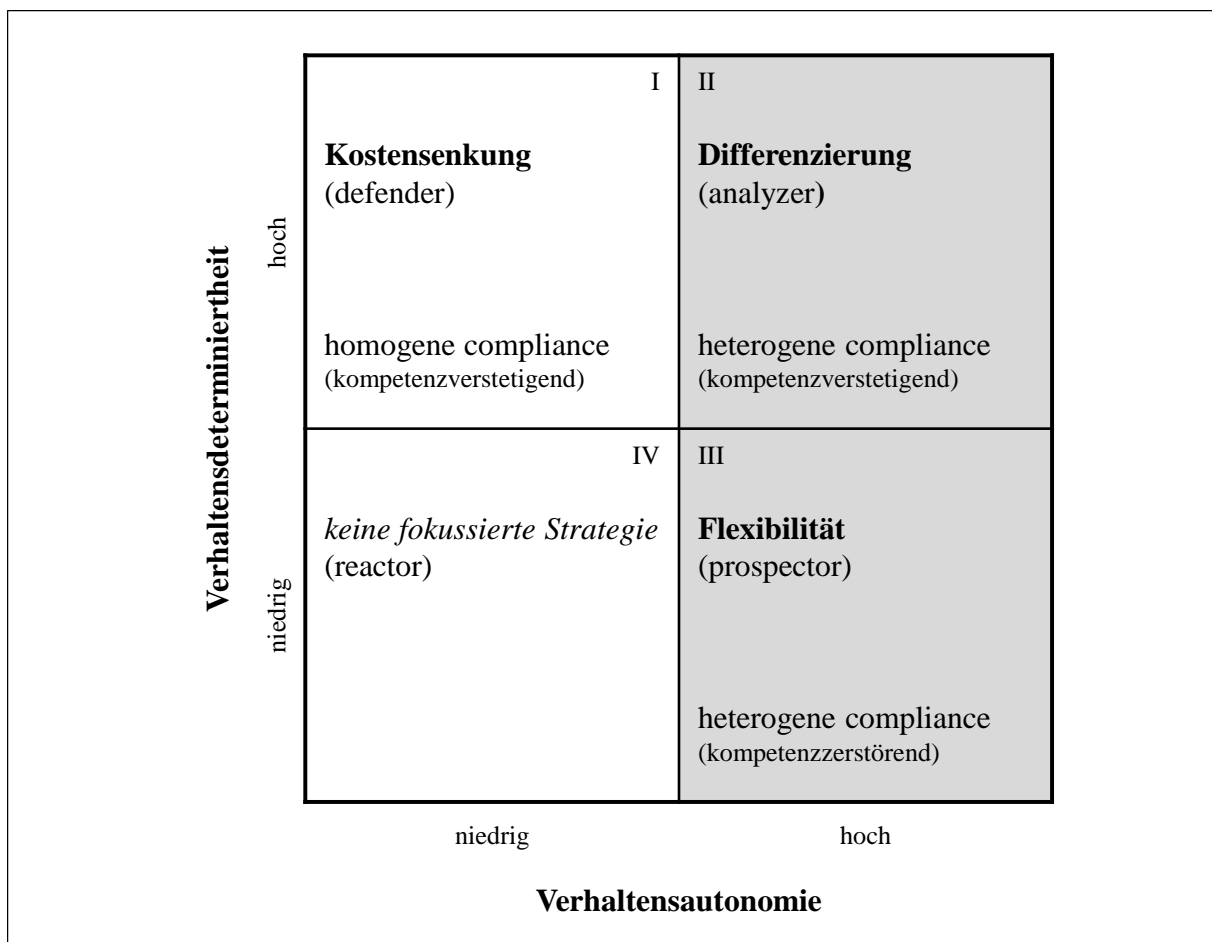 I
II
Kostensenkung
(defender)
Differenzierung
(analyzer)
hoch
homogene compliance
(kompetenzverstetigend)
heterogene compliance
(kompetenzverstetigend)
Verhaltensdeterminiertheit
IV
III
keine fokussierte Strategie
(reactor)
Flexibilität
(prospector)
niedrig
heterogene compliance
(kompetenzzerstörend)
niedrig
hoch
Verhaltensautonomie